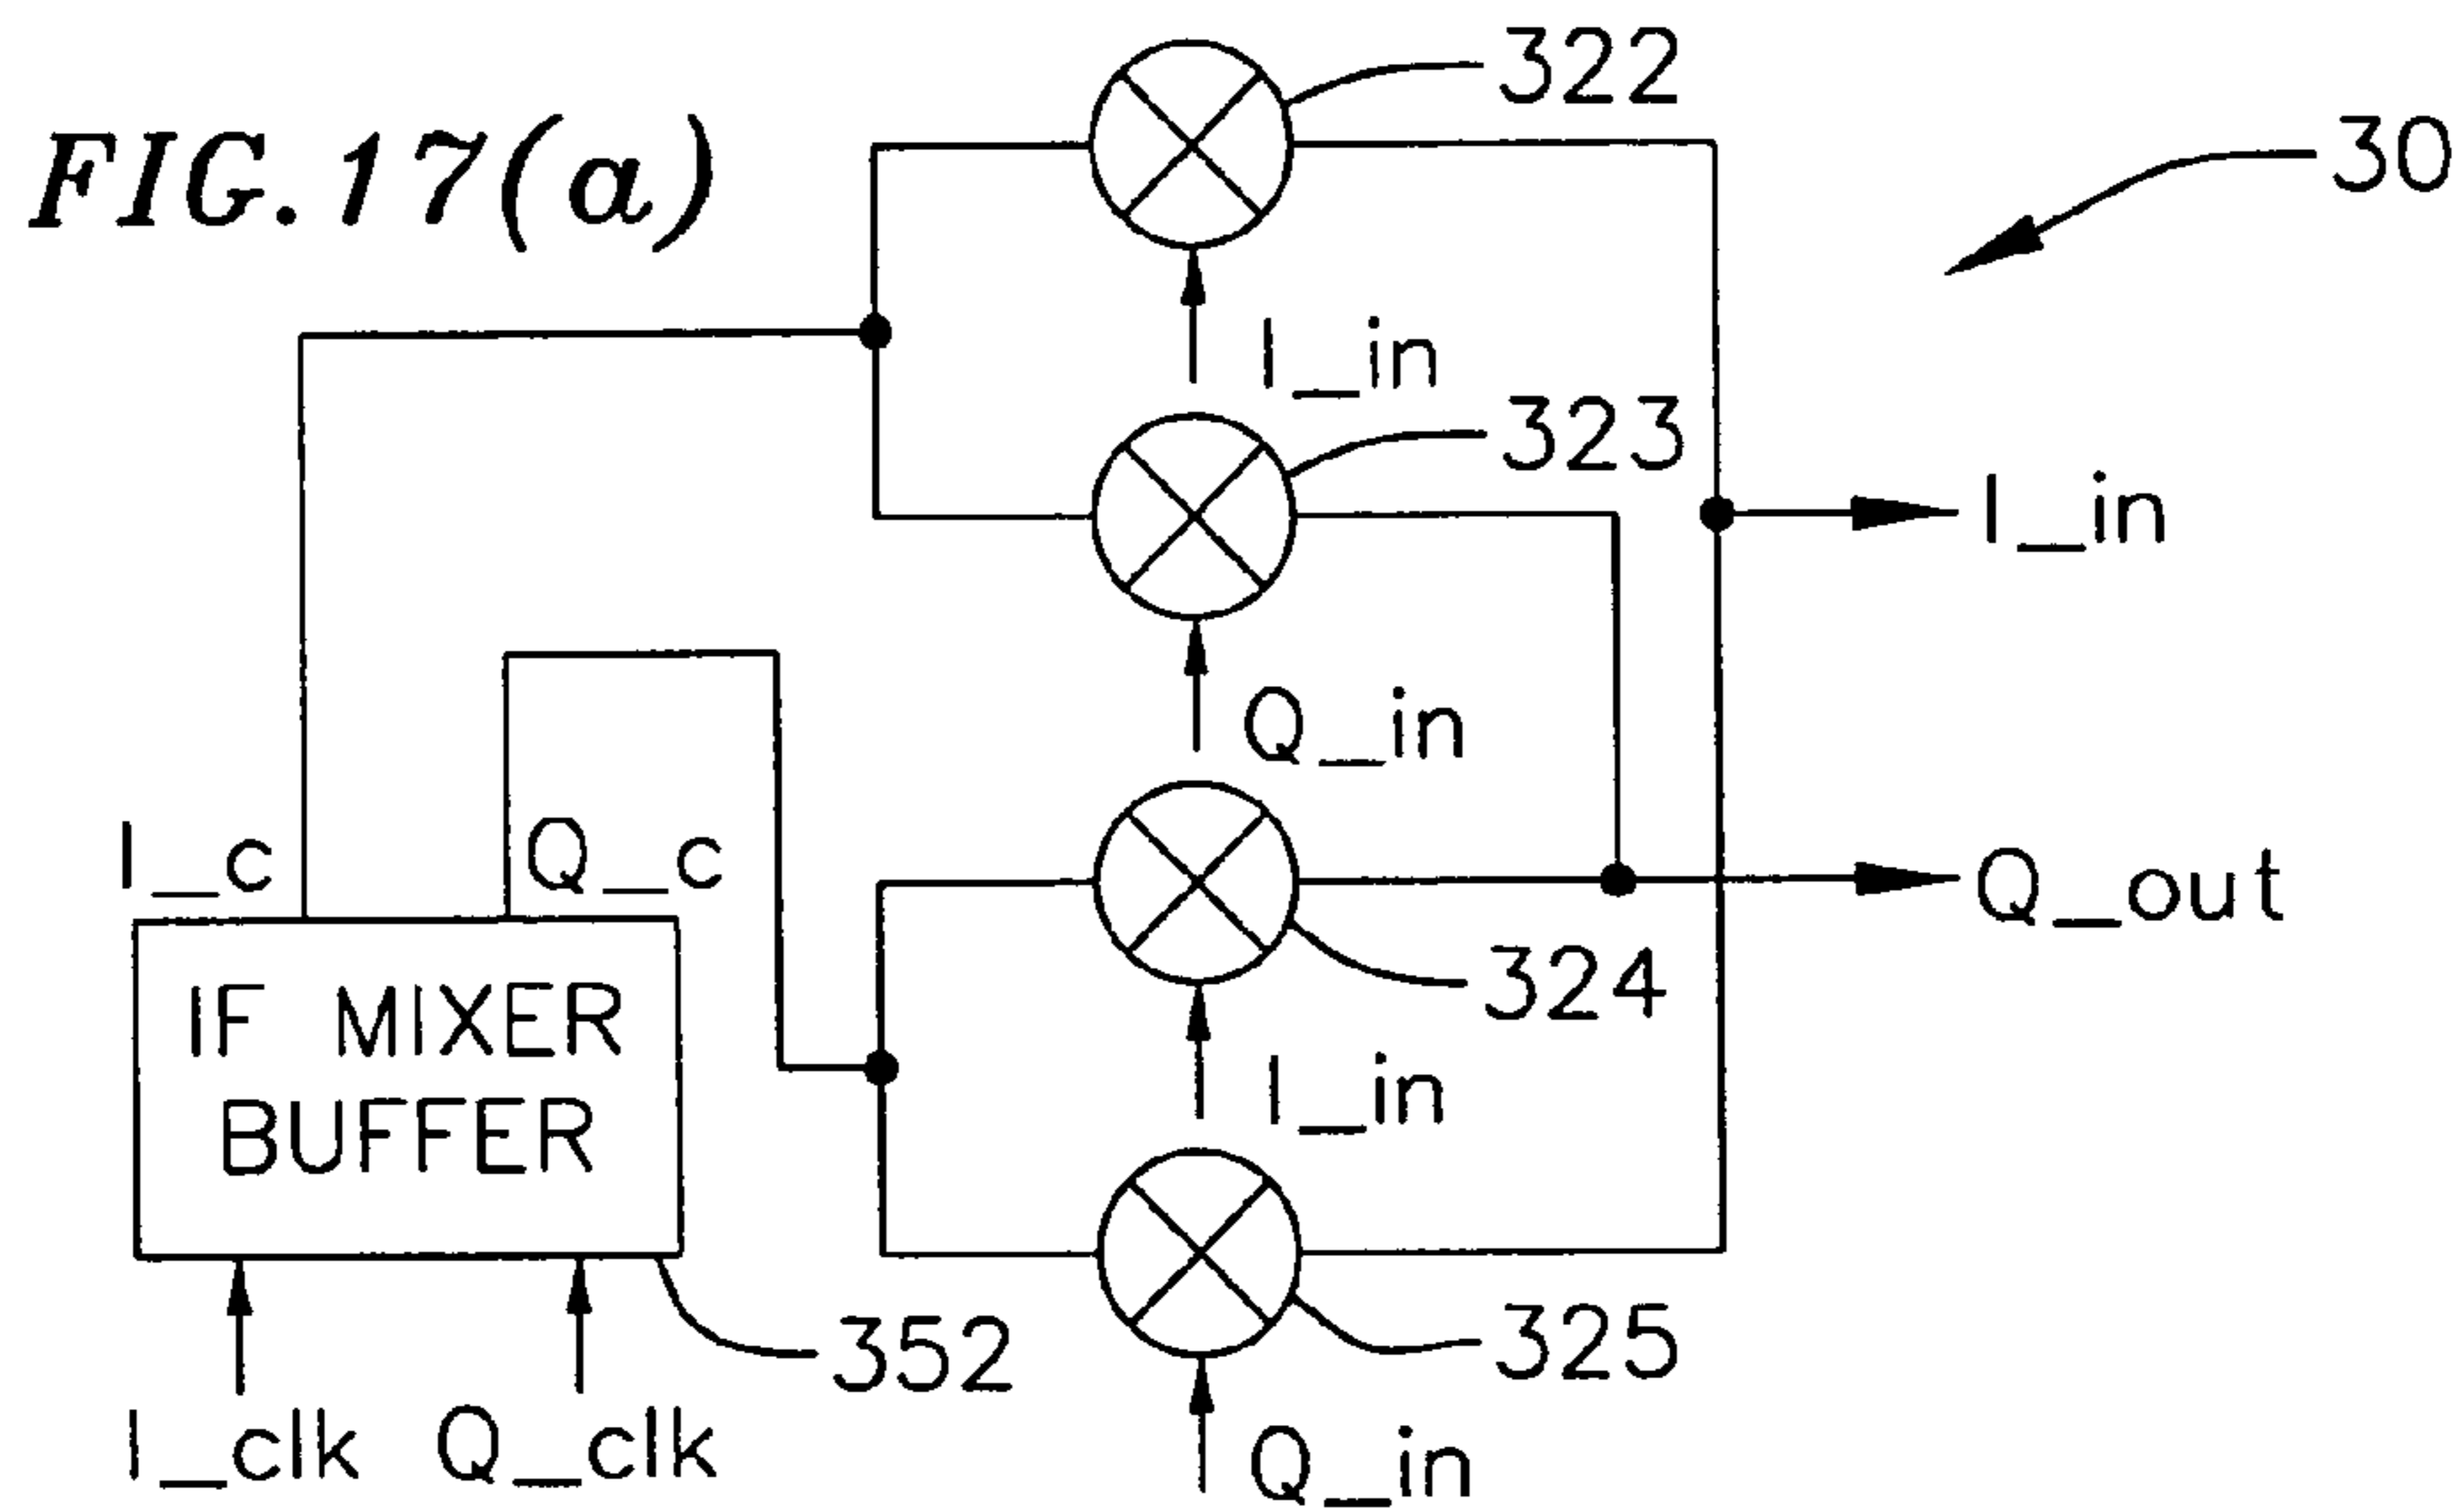 FIG.17(a)
322
30
I_in
323
I_in
Q_in
I_c
Q_c
Q_out
IF MIXER
BUFFER
324
I_in
352
325
I_clk
Q_clk
Q_in